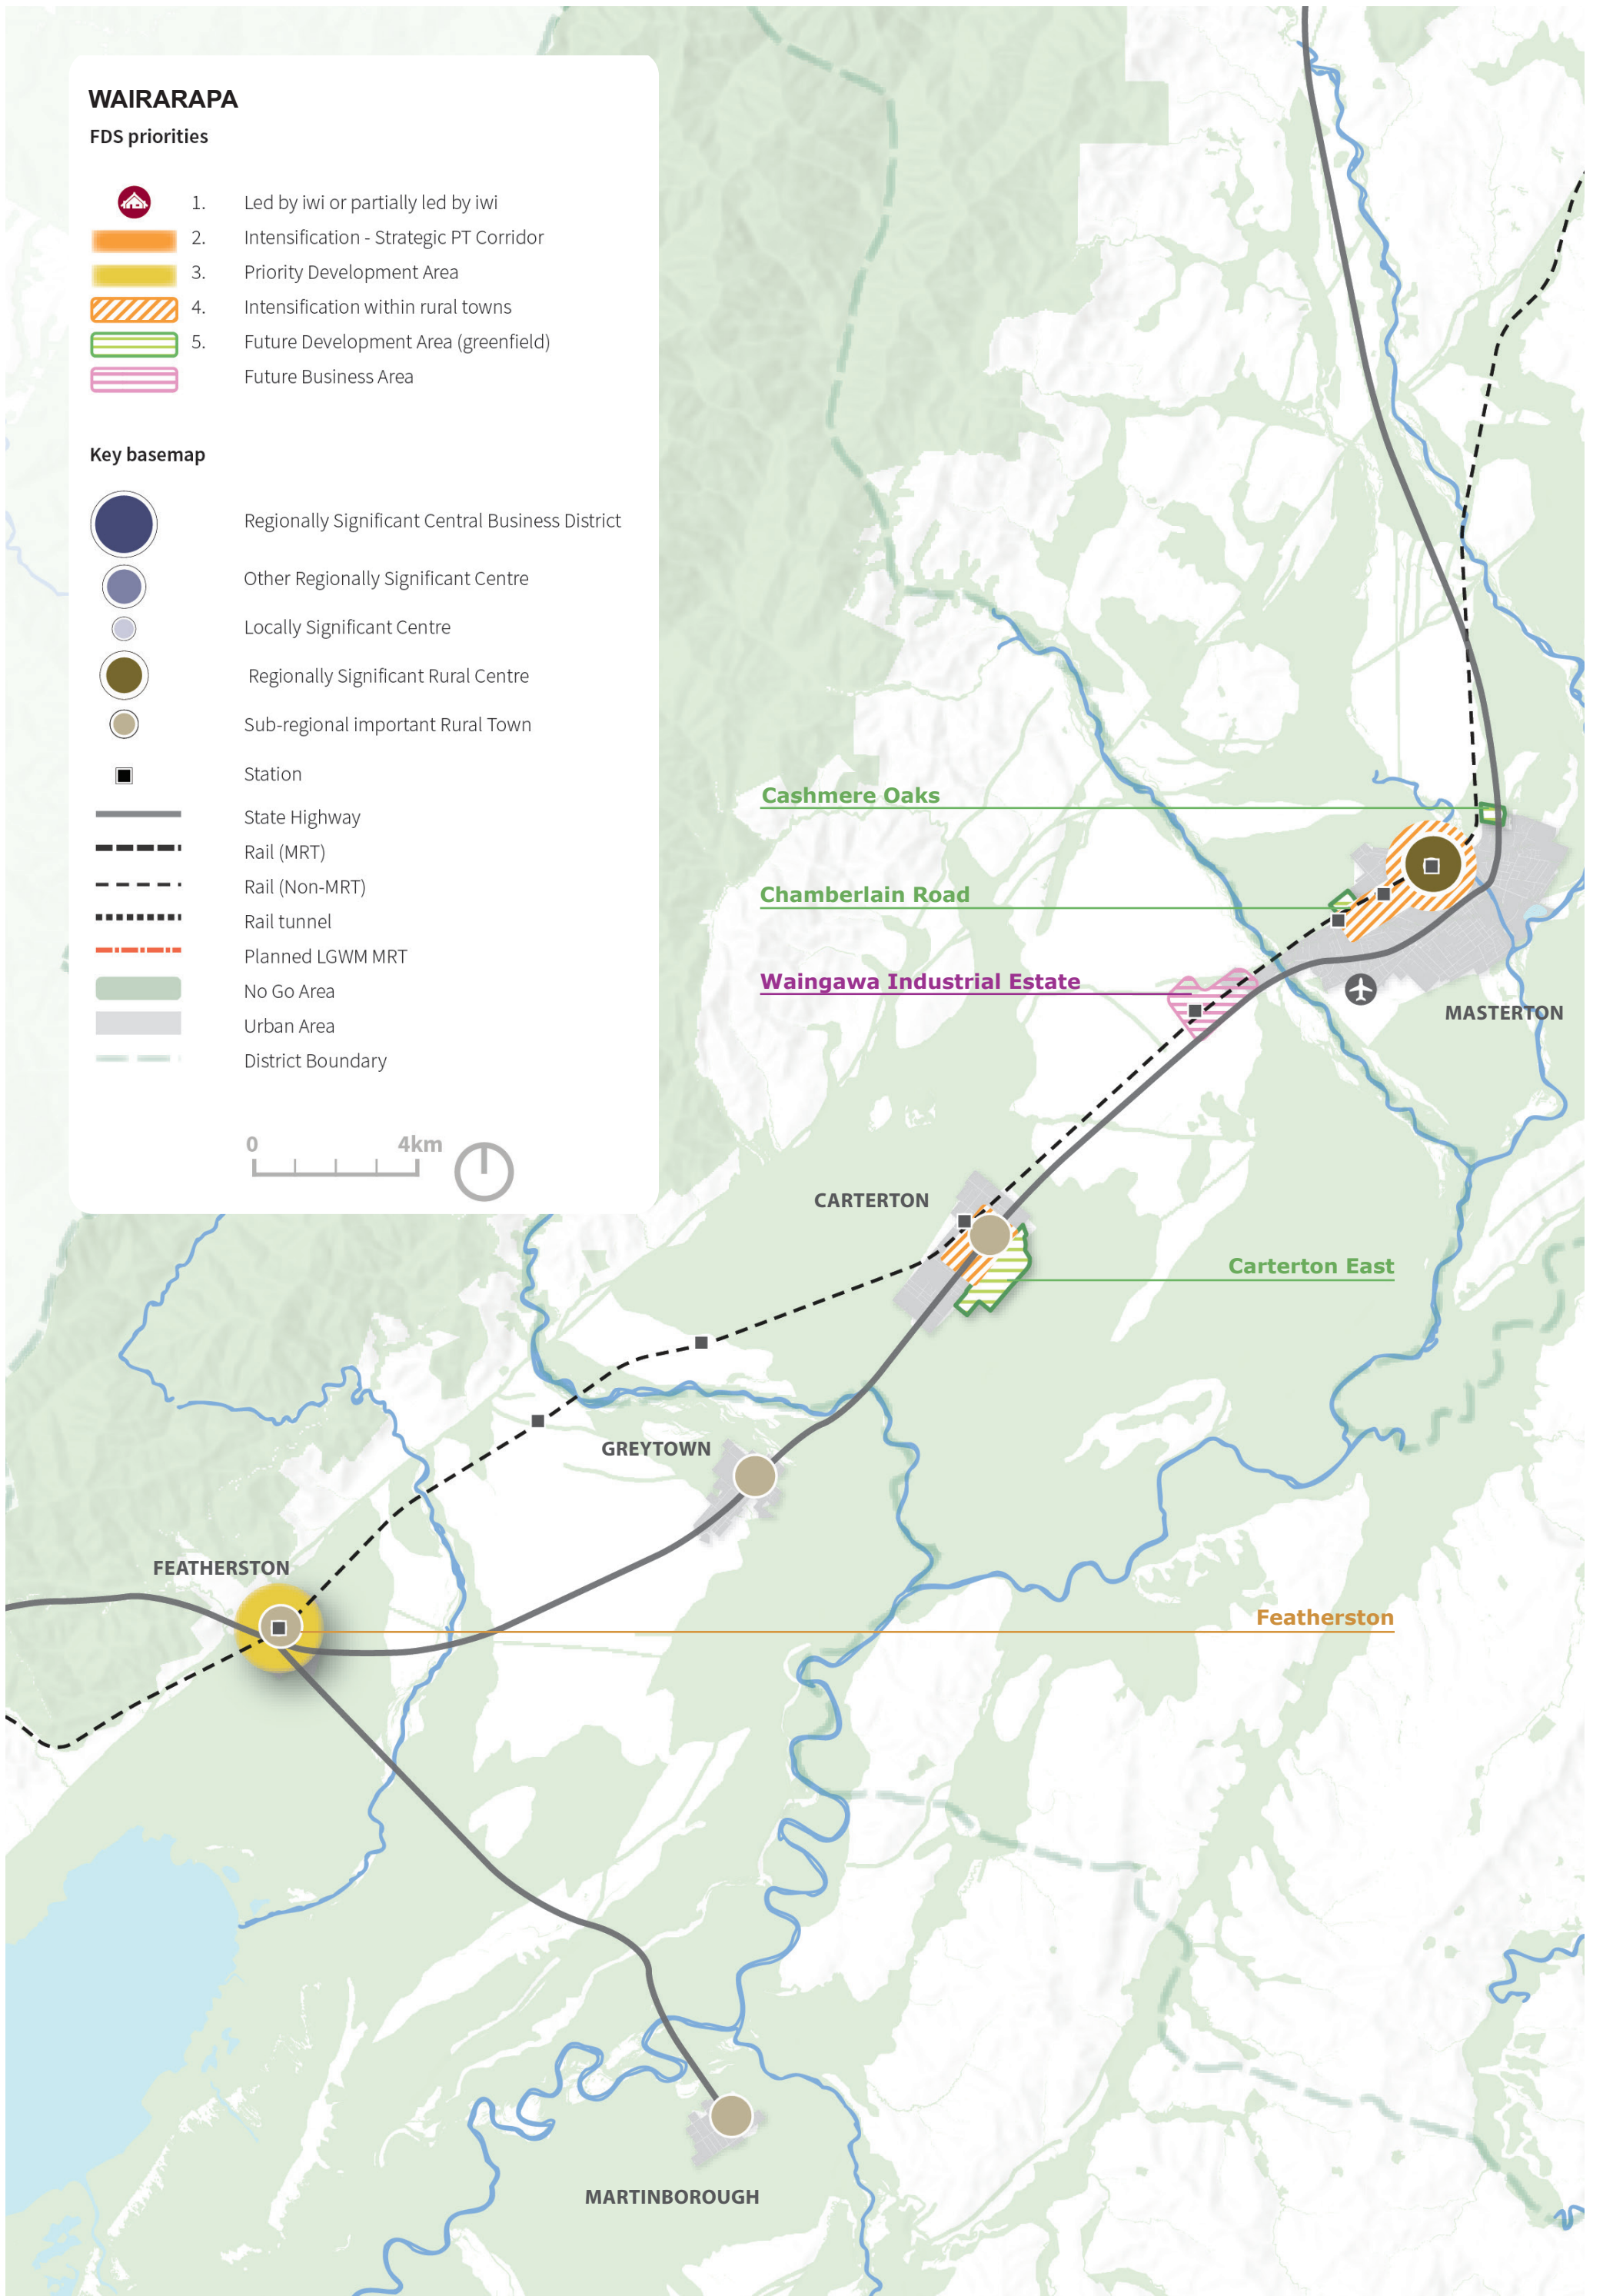 WAIRARAPA
FDS priorities
1. Led by iwi or partially led by iwi
2. Intensification - Strategic PT Corridor
3. Priority Development Area
4. Intensification within rural towns
5. Future Development Area (greenfield)
Future Business Area
Key basemap
Regionally Significant Central Business District
Other Regionally Significant Centre
Locally Significant Centre
Regionally Significant Rural Centre
Sub-regional important Rural Town
Station
State Highway
Rail (MRT)
Rail (Non-MRT)
Rail tunnel
Planned LGWM MRT
No Go Area
Urban Area
District Boundary
0 4km
Cashmere Oaks
Chamberlain Road
Waingawa Industrial Estate
MASTERTON
CARTERTON
Carterton East
GREYTOWN
FEATHERSTON
Featherston
MARTINBOROUGH